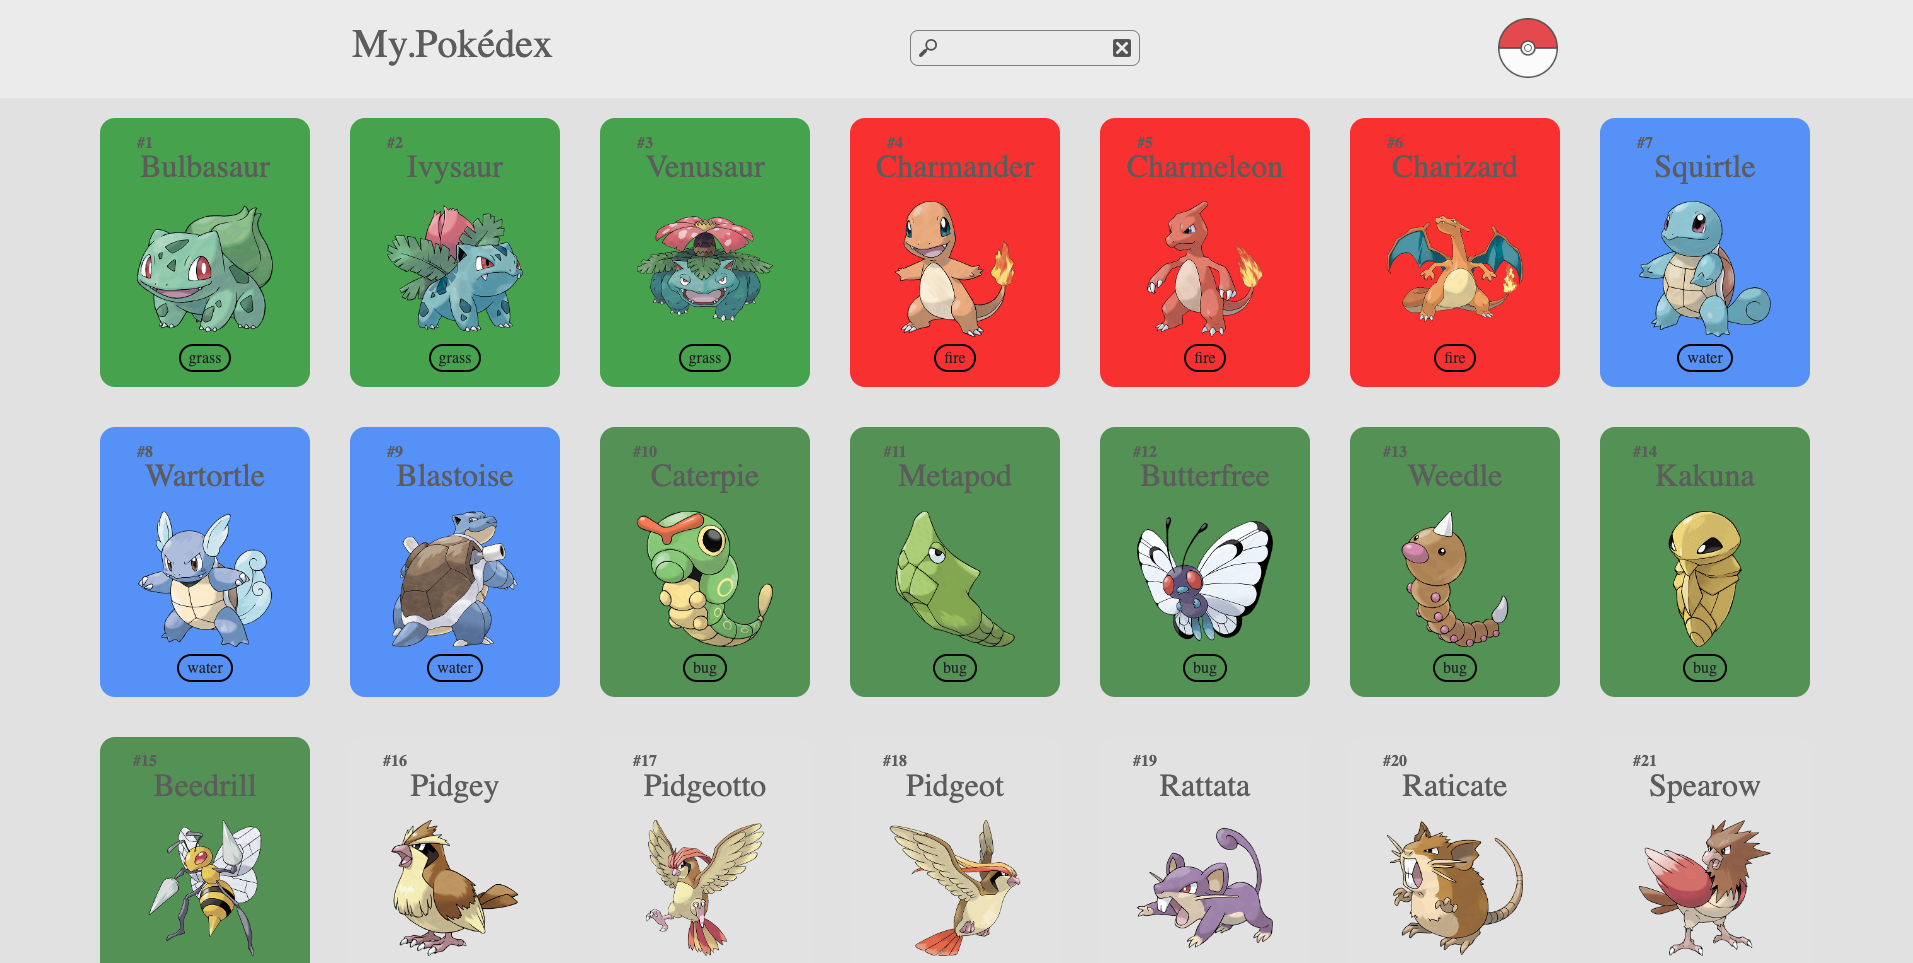 My.Pokédex
#1
Bulbasaur
grass
#2
Ivysaur
grass
#3
Venusaur
grass
#4
Charmander
fire
#5
Charmeleon
fire
#6
Charizard
fire
#7
Squirtle
water
#8
Wartortle
water
#9
Blastoise
water
#10
Caterpie
bug
#11
Metapod
bug
#12
Butterfree
bug
#13
Weedle
bug
#14
Kakuna
bug
#15
Beedrill
#16
Pidgey
#17
Pidgeotto
#18
Pidgeot
#19
Rattata
#20
Raticate
#21
Spearow